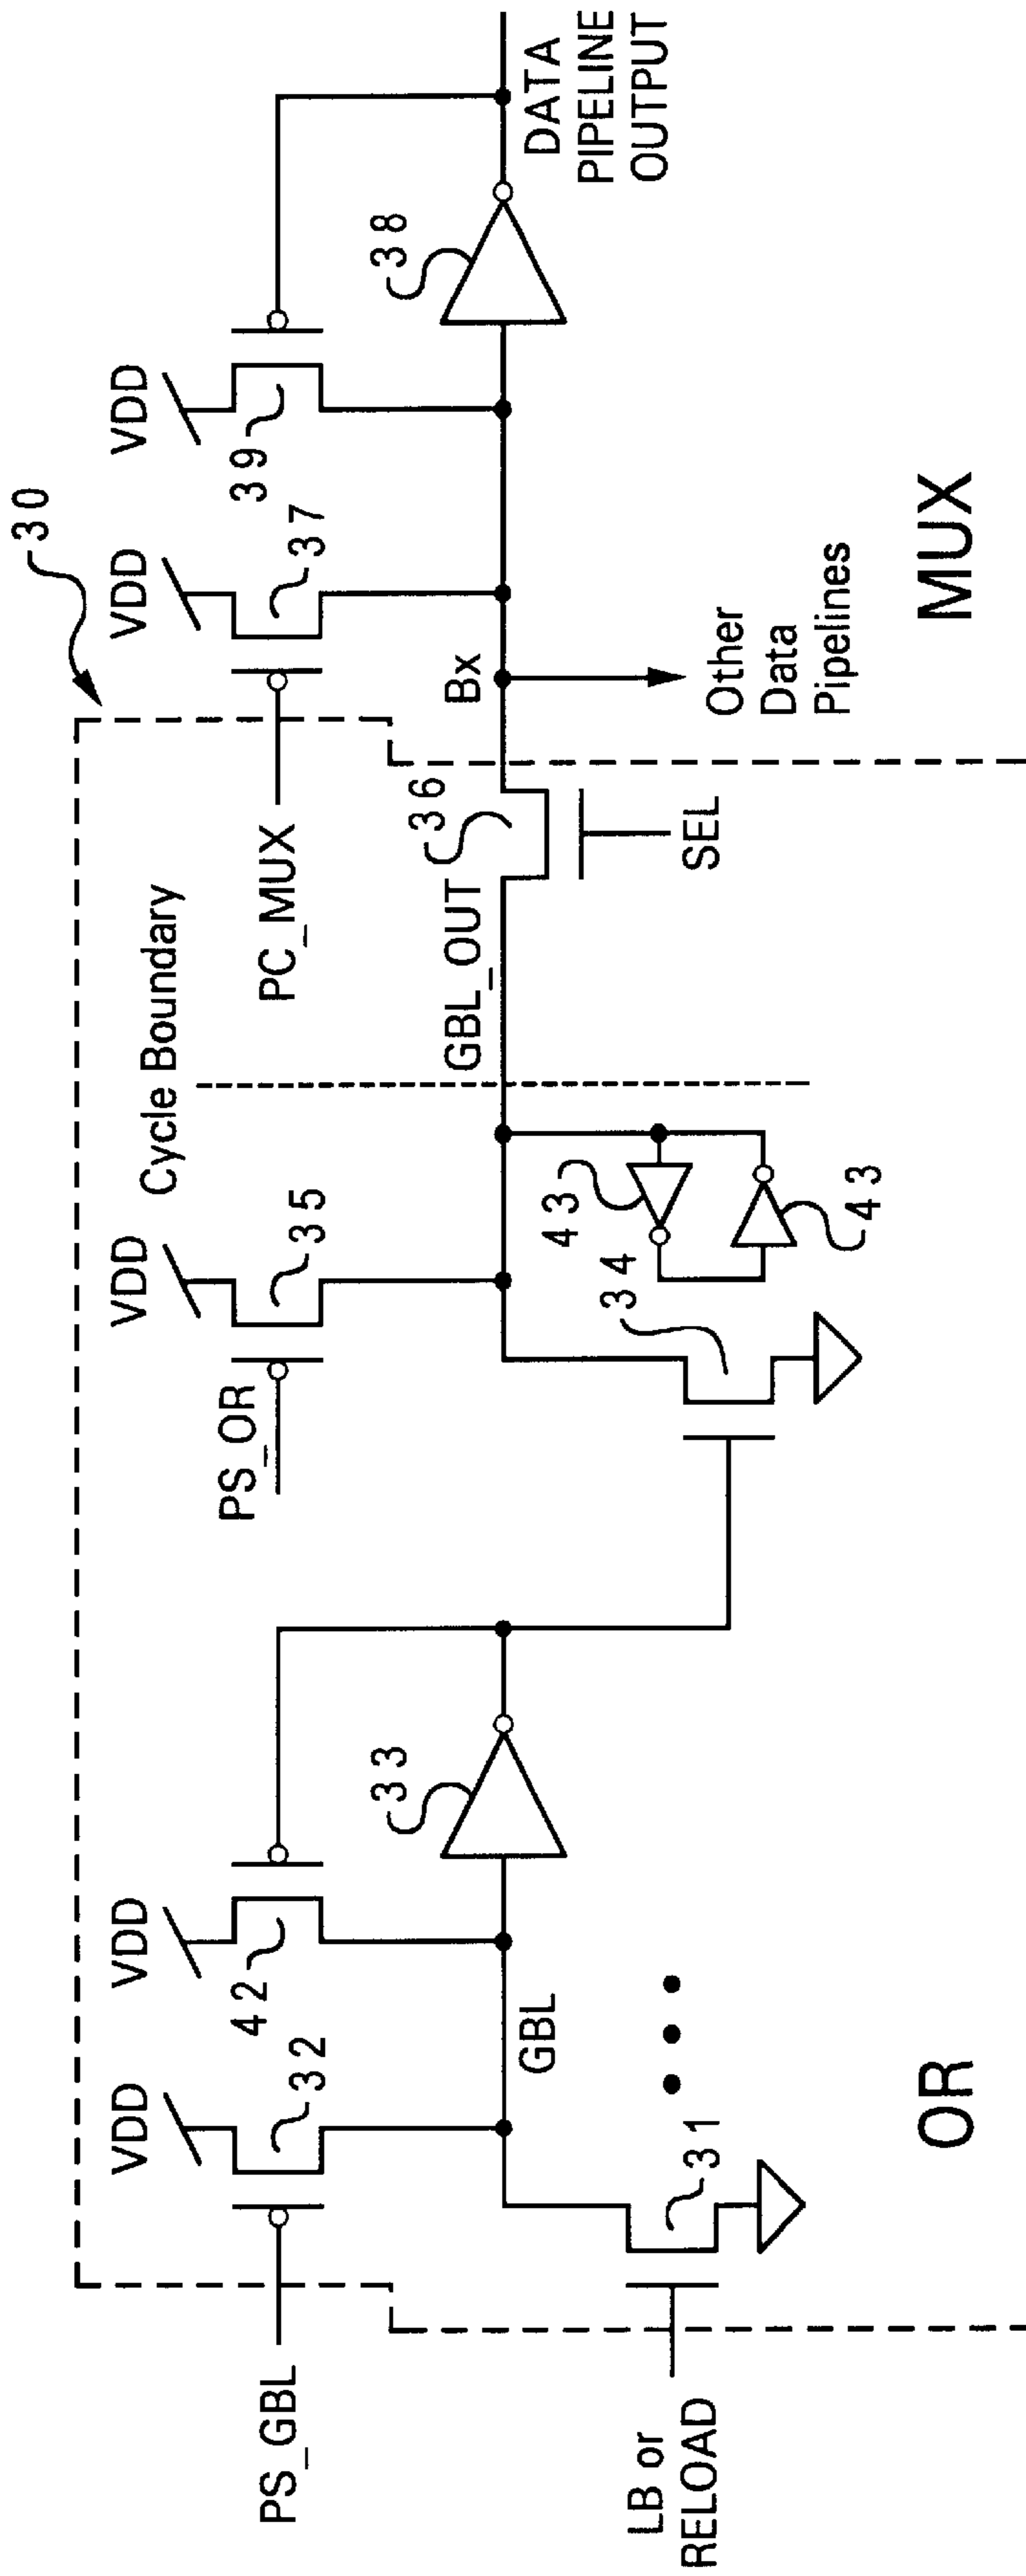 30
VDD
VDD
Cycle Boundary
VDD
VDD
VDD
PS_GBL
32
42
PS_OR
35
PC_MUX
37
39
33
GBL_OUT
36
Bx
38
GBL
DATA
PIPELINE
OUTPUT
LB or
RELOAD
31
34
43
43
SEL
Other
Data
Pipelines
OR
MUX